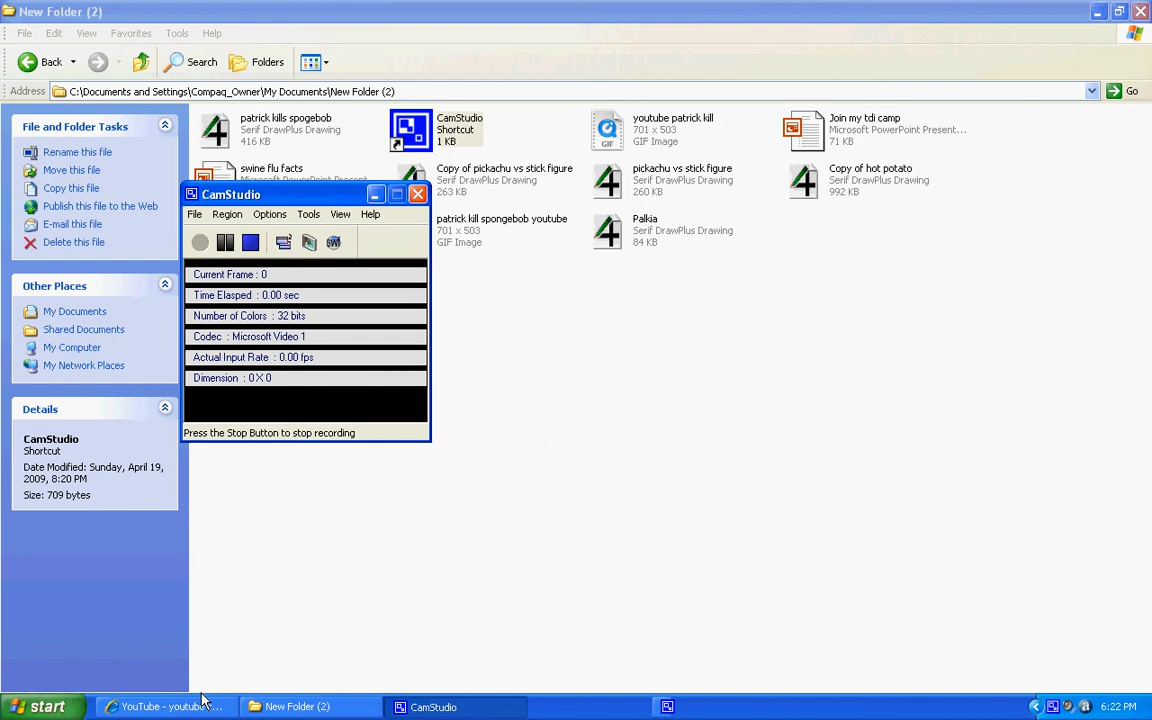 New Folder (2)
File Edit View Favorites Tools Help
Back Search Folders
Address C:\Documents and Settings\Compaq_Owner\My Documents\New Folder (2) Go
File and Folder Tasks
Rename this file
Move this file
Copy this file
Publish this file to the Web
E-mail this file
Delete this file
Other Places
My Documents
Shared Documents
My Computer
My Network Places
Details
CamStudio
Shortcut
Date Modified: Sunday, April 19,
2009, 8:20 PM
Size: 709 bytes
patrick kills spogebob
Serif DrawPlus Drawing
416 KB
CamStudio
Shortcut
1 KB
youtube patrick kill
701 x 503
GIF Image
Join my tdi camp
Microsoft PowerPoint Present...
71 KB
swine flu facts
Microsoft PowerPoint Present...
Copy of pickachu vs stick figure
Serif DrawPlus Drawing
263 KB
pickachu vs stick figure
Serif DrawPlus Drawing
260 KB
Copy of hot potato
Serif DrawPlus Drawing
992 KB
patrick kill spongebob youtube
701 x 503
GIF Image
Palkia
Serif DrawPlus Drawing
84 KB
CamStudio
File Region Options Tools View Help
Current Frame : 0
Time Elasped : 0.00 sec
Number of Colors : 32 bits
Codec : Microsoft Video 1
Actual Input Rate : 0.00 fps
Dimension : 0 X 0
Press the Stop Button to stop recording
start YouTube - youtube ... New Folder (2) CamStudio 6:22 PM